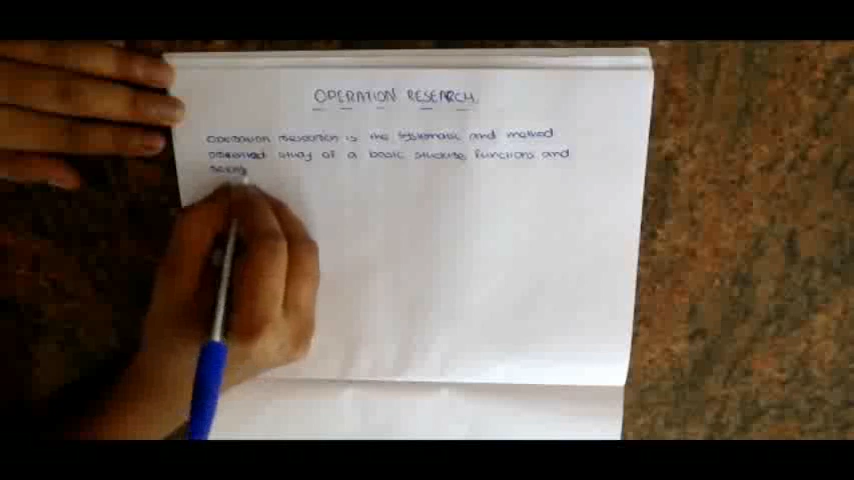 OPERATION RESEARCH.
Operation research is the systematic and method
oriented study of a basic structure, functions and